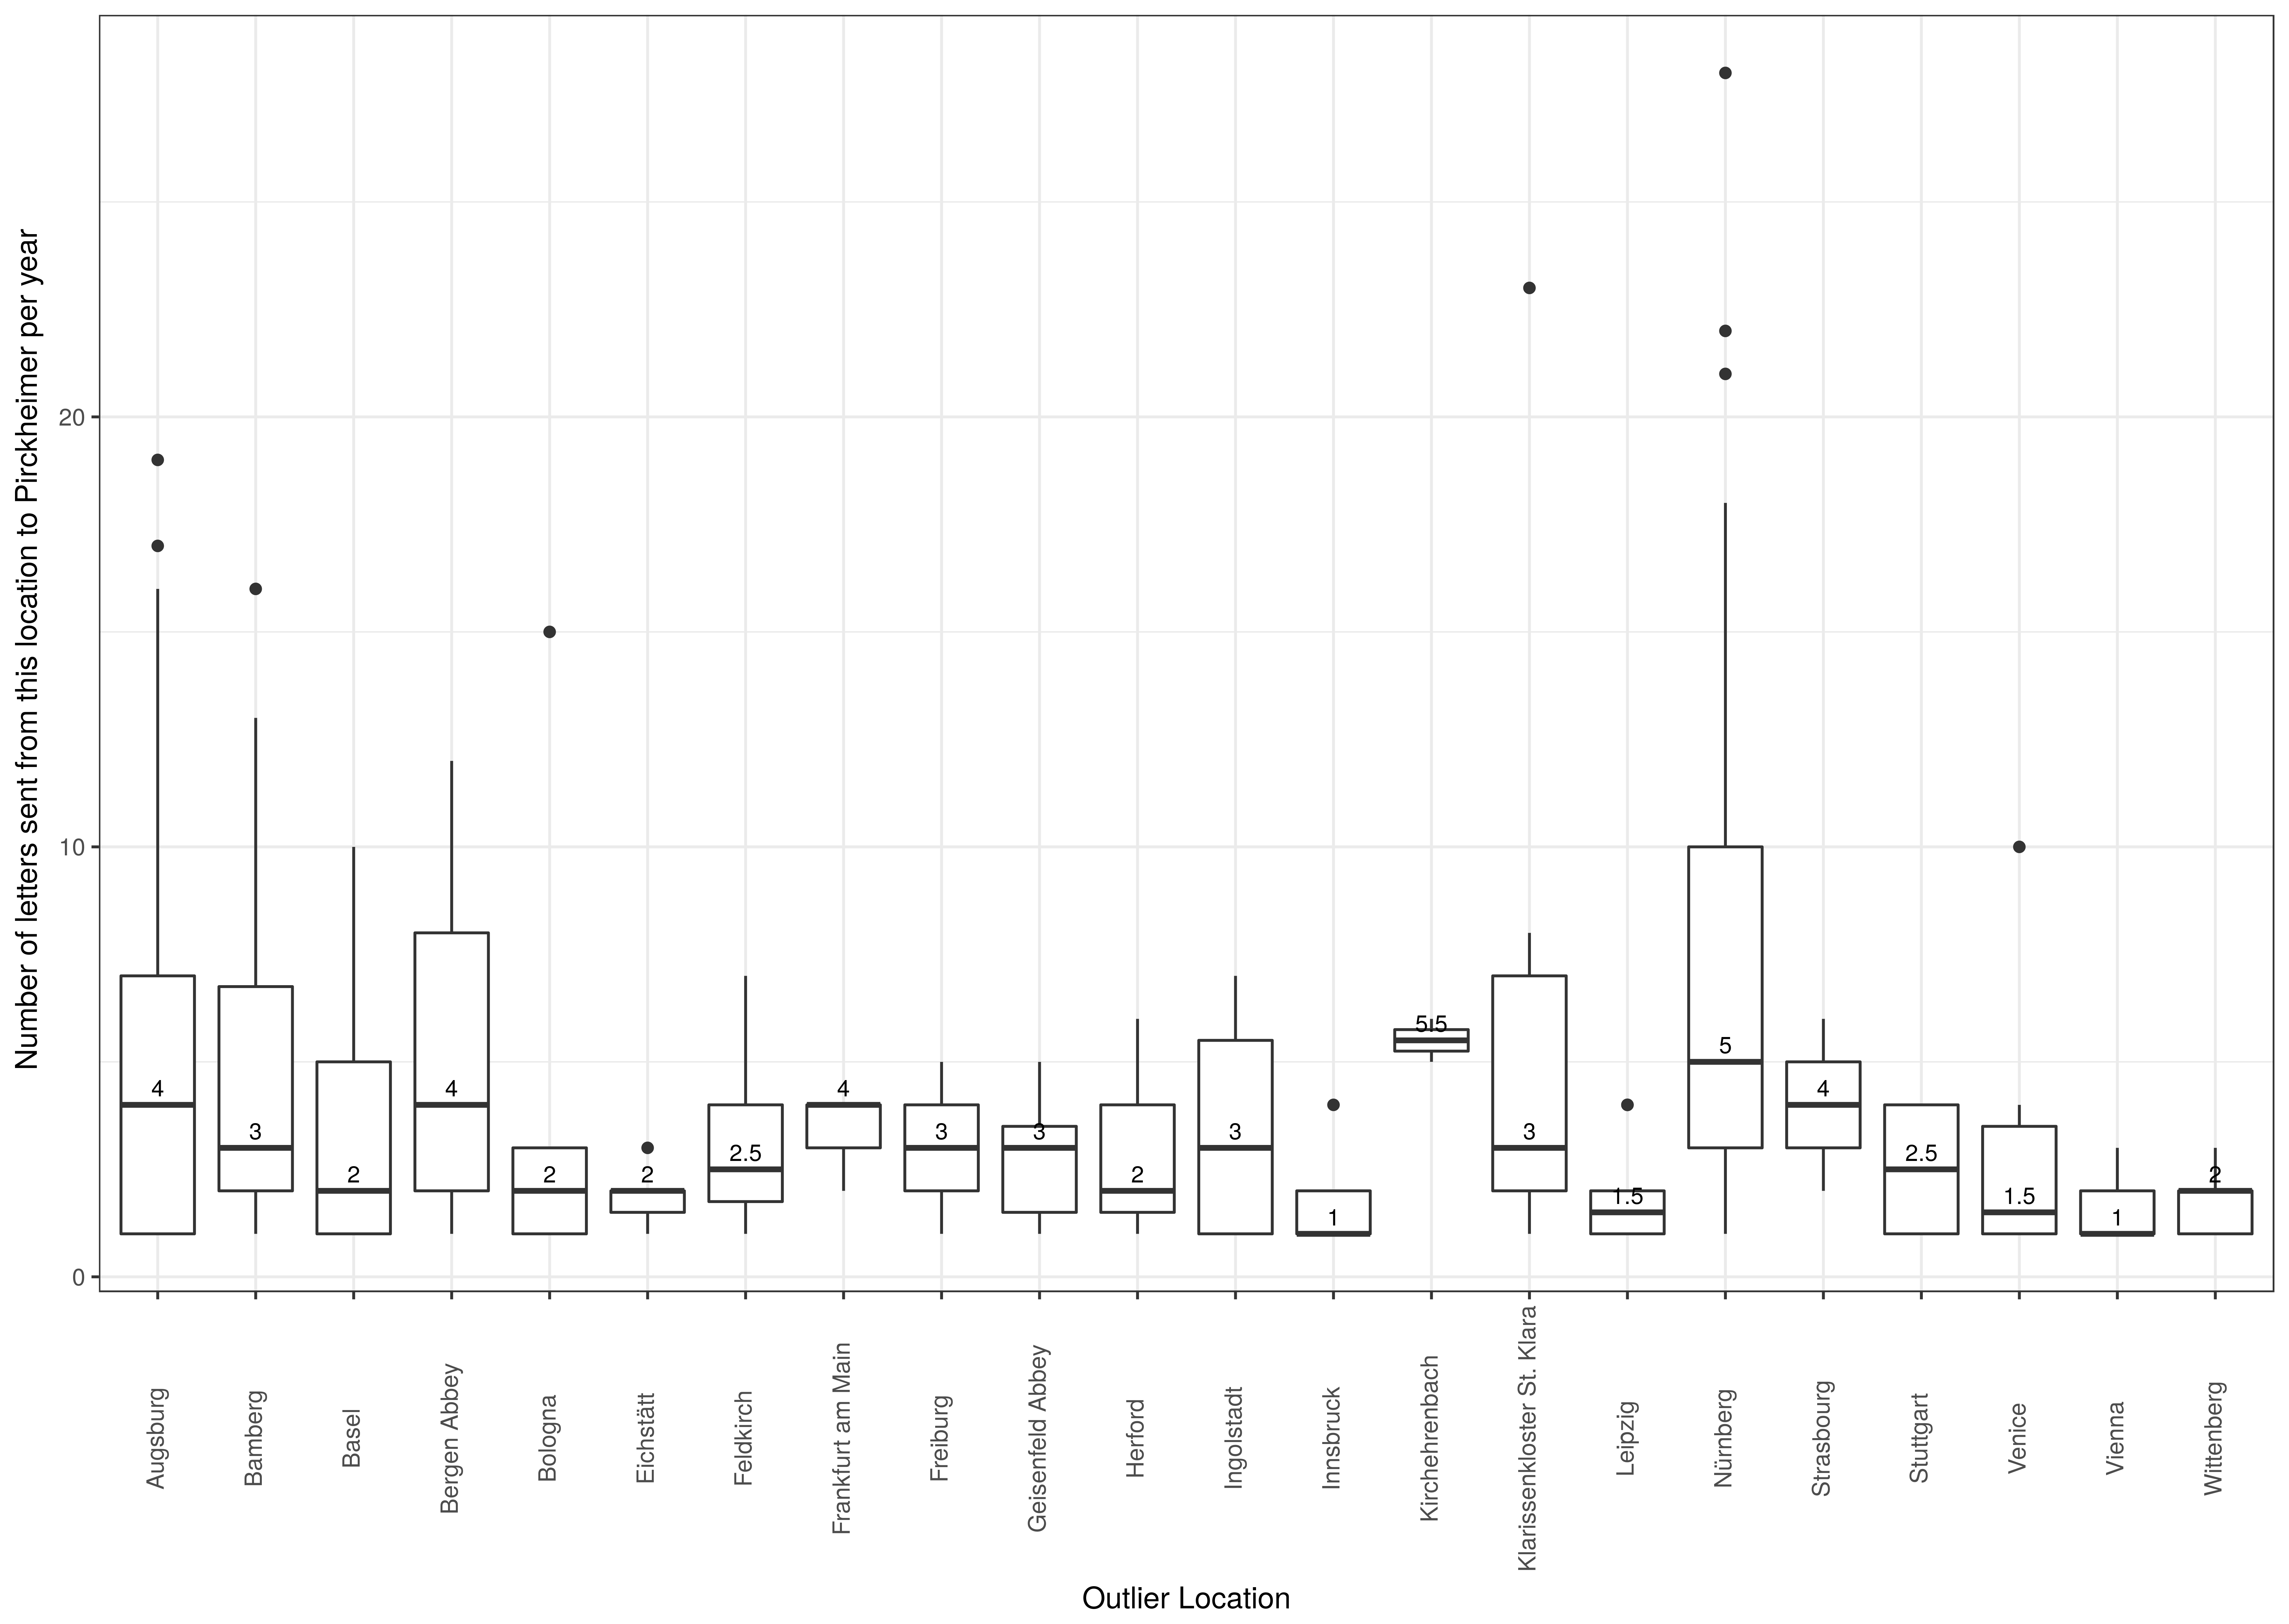 Number of letters sent from this location to Pirckheimer per year
20
10
0
4
3
2
4
2
2
2.5
4
3
3
2
3
1
5.5
3
1.5
5
4
2.5
1.5
1
2
Augsburg
Bamberg
Basel
Bergen Abbey
Bologna
Eichstätt
Feldkirch
Frankfurt am Main
Freiburg
Geisenfeld Abbey
Herford
Ingolstadt
Innsbruck
Kirchehrenbach
Klarissenkloster St. Klara
Leipzig
Nürnberg
Strasbourg
Stuttgart
Venice
Vienna
Wittenberg
Outlier Location